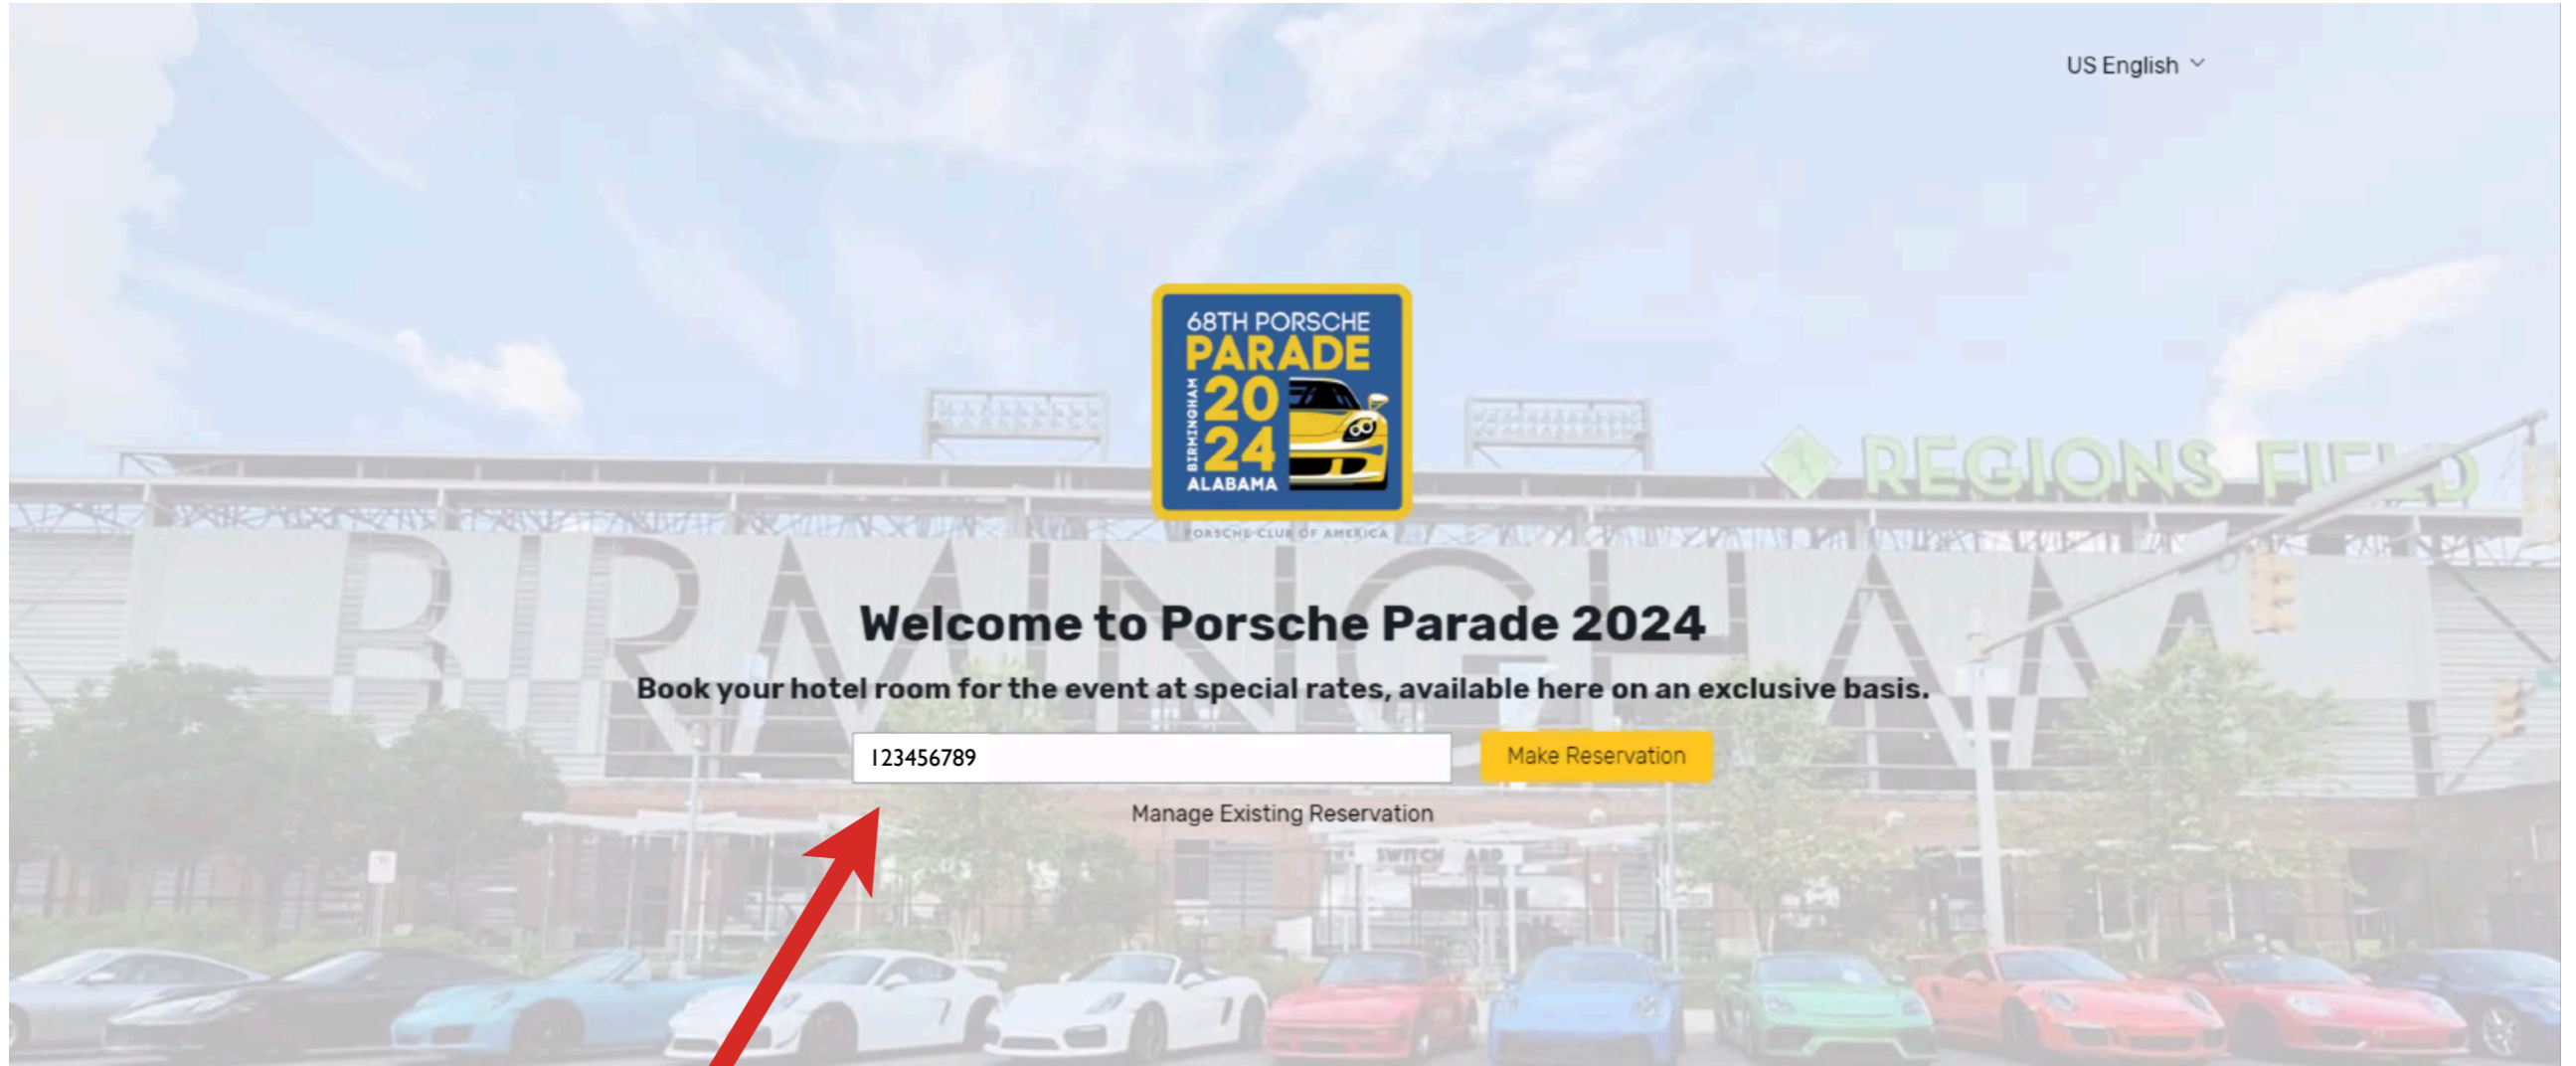 US English
68TH PORSCHE
PARADE
BIRMINGHAM
20
24
ALABAMA
PORSCHE CLUB OF AMERICA
REGIONS FIELD
BIRMINGHAM
Welcome to Porsche Parade 2024
Book your hotel room for the event at special rates, available here on an exclusive basis.
123456789
Make Reservation
Manage Existing Reservation